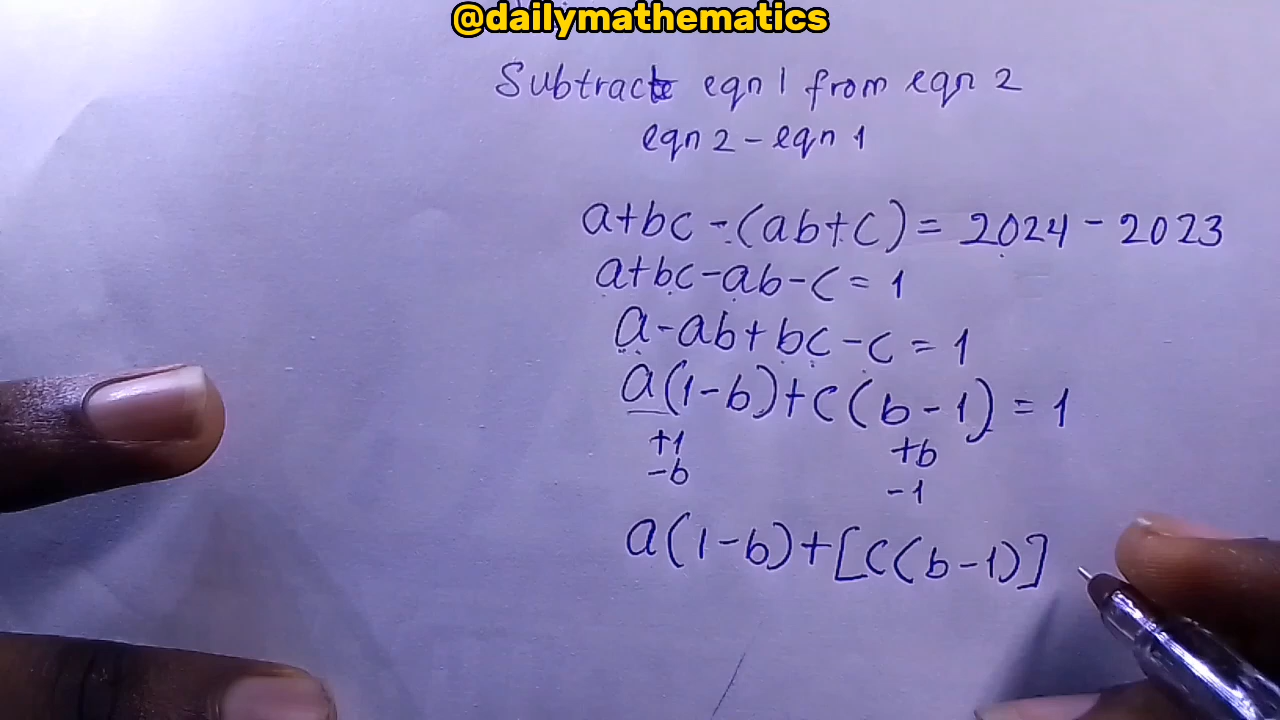 @dailymathematics
Subtract eqn 1 from eqn 2
eqn 2 - eqn 1
a+bc-(ab+c) = 2024 - 2023
a+bc-ab-c = 1
a-ab+bc-c = 1
a(1-b)+c(b-1) = 1
+1 +b
-b -1
a(1-b)+[c(b-1)]